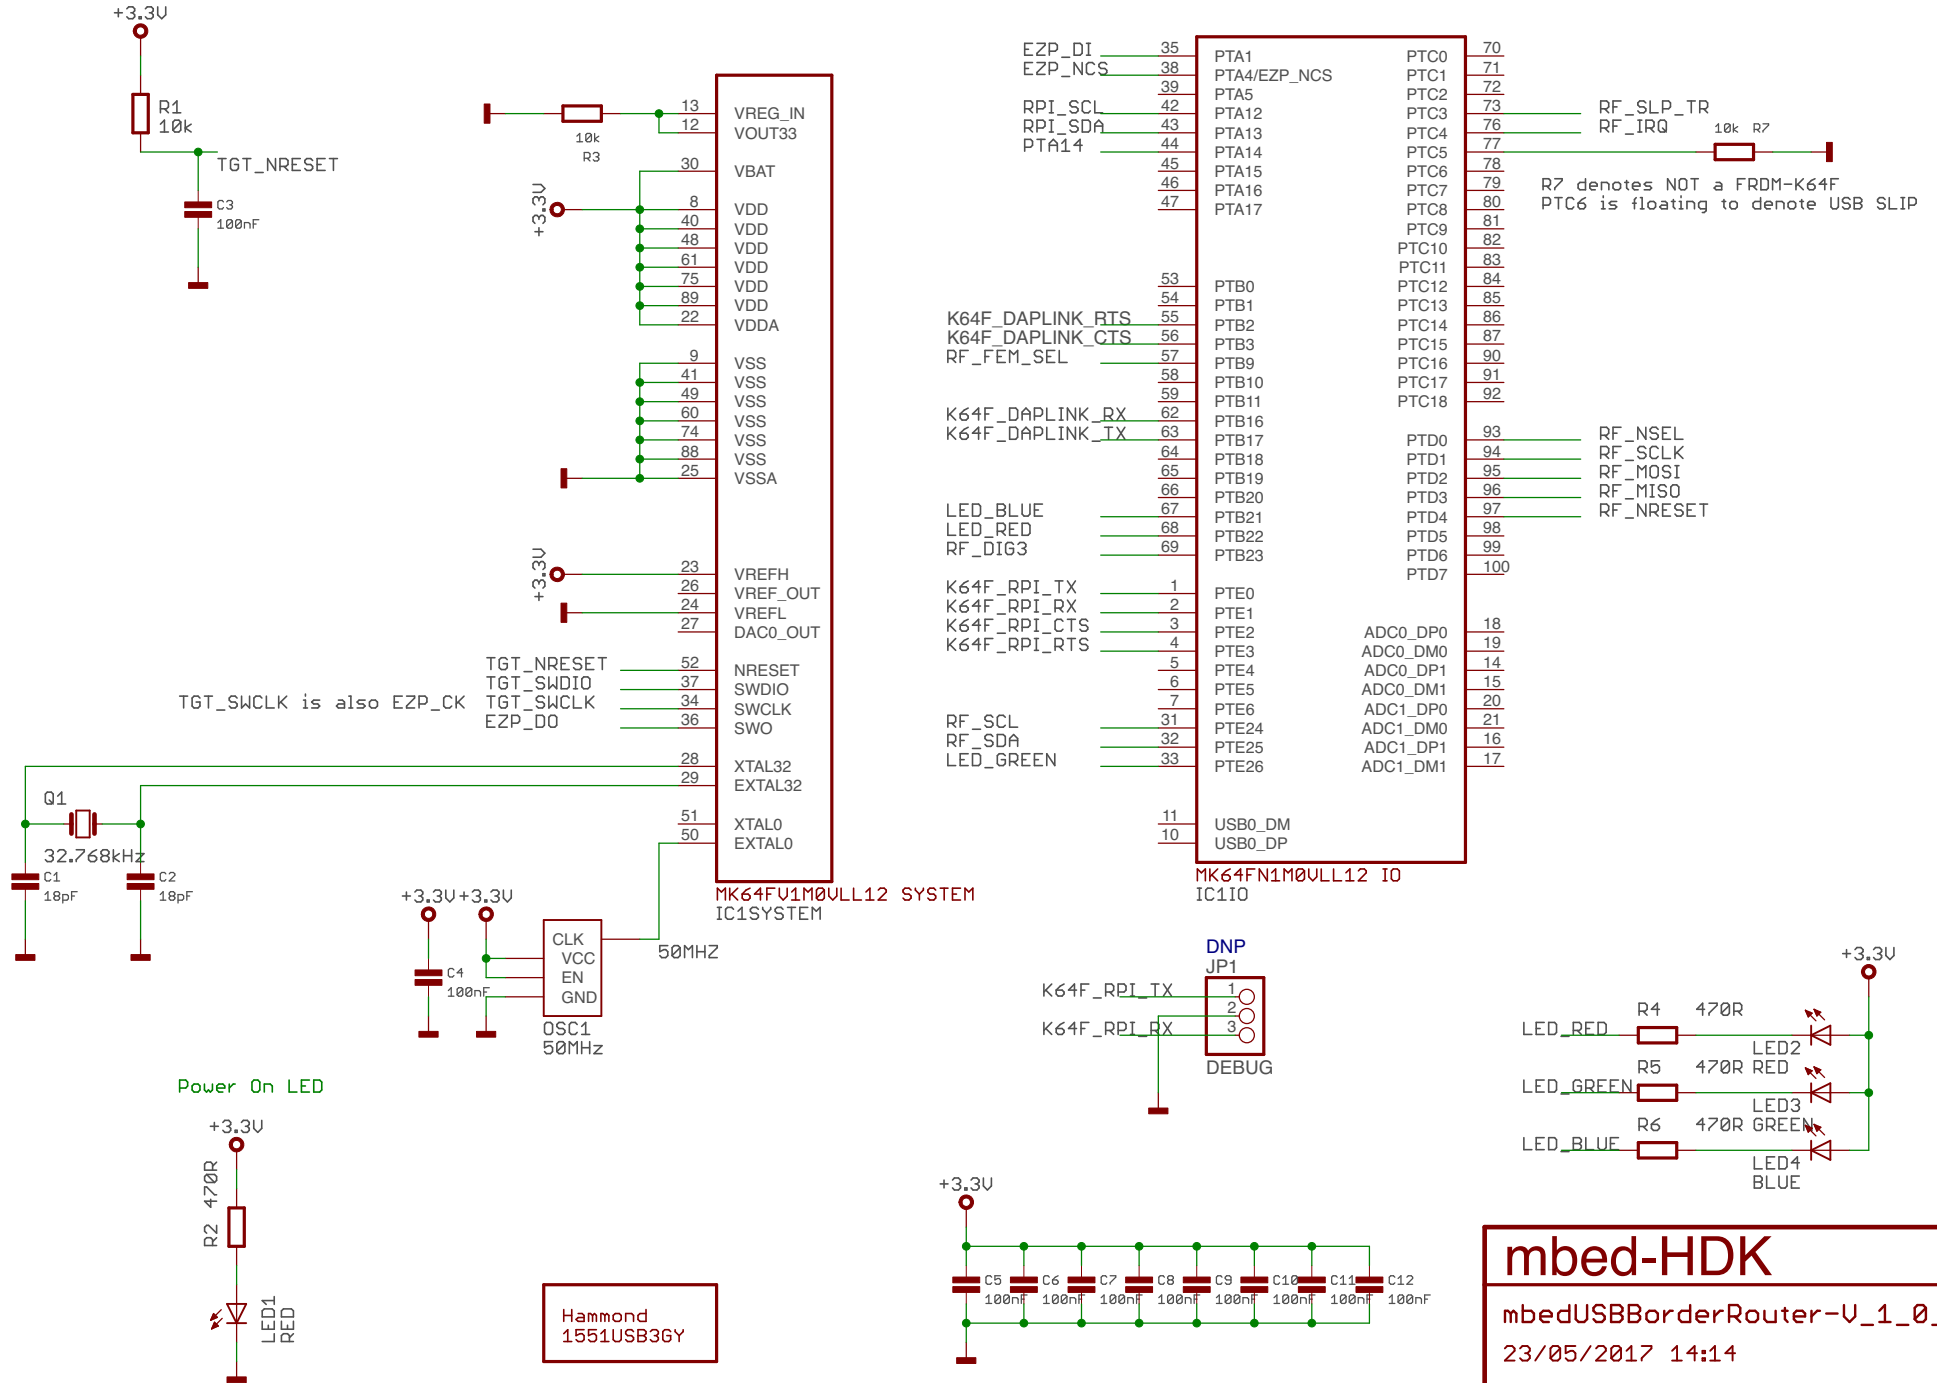 +3.3V
R1
10k
TGT_NRESET
C3
100nF
13 VREG_IN
12 VOUT33
10k
R3
30 VBAT
+3.3V
8 VDD
40 VDD
48 VDD
61 VDD
75 VDD
89 VDD
22 VDDA
9 VSS
41 VSS
49 VSS
60 VSS
74 VSS
88 VSS
25 VSSA
+3.3V
23 VREFH
26 VREF_OUT
24 VREFL
27 DAC0_OUT
TGT_NRESET 52 NRESET
TGT_SWDIO 37 SWDIO
TGT_SWCLK is also EZP_CK TGT_SWCLK 34 SWCLK
EZP_DO 36 SWO
28 XTAL32
29 EXTAL32
51 XTAL0
50 EXTAL0
MK64FV1M0VLL12 SYSTEM
IC1SYSTEM
Q1
32.768kHz
C1
18pF
C2
18pF
+3.3V +3.3V
C4
100nF
CLK
VCC
EN
GND
50MHZ
OSC1
50MHz
EZP_DI 35 PTA1
EZP_NCS 38 PTA4/EZP_NCS
39 PTA5
RPI_SCL 42 PTA12
RPI_SDA 43 PTA13
PTA14 44 PTA14
45 PTA15
46 PTA16
47 PTA17
53 PTB0
54 PTB1
K64F_DAPLINK_RTS 55 PTB2
K64F_DAPLINK_CTS 56 PTB3
RF_FEM_SEL 57 PTB9
58 PTB10
59 PTB11
K64F_DAPLINK_RX 62 PTB16
K64F_DAPLINK_TX 63 PTB17
64 PTB18
65 PTB19
66 PTB20
LED_BLUE 67 PTB21
LED_RED 68 PTB22
RF_DIG3 69 PTB23
K64F_RPI_TX 1 PTE0
K64F_RPI_RX 2 PTE1
K64F_RPI_CTS 3 PTE2
K64F_RPI_RTS 4 PTE3
5 PTE4
6 PTE5
7 PTE6
RF_SCL 31 PTE24
RF_SDA 32 PTE25
LED_GREEN 33 PTE26
11 USB0_DM
10 USB0_DP
PTC0 70
PTC1 71
PTC2 72
PTC3 73 RF_SLP_TR
PTC4 76 RF_IRQ
PTC5 77
10k R7
PTC6 78
PTC7 79
PTC8 80
PTC9 81
PTC10 82
PTC11 83
PTC12 84
PTC13 85
PTC14 86
PTC15 87
PTC16 90
PTC17 91
PTC18 92
R7 denotes NOT a FRDM-K64F
PTC6 is floating to denote USB SLIP
PTD0 93 RF_NSEL
PTD1 94 RF_SCLK
PTD2 95 RF_MOSI
PTD3 96 RF_MISO
PTD4 97 RF_NRESET
PTD5 98
PTD6 99
PTD7 100
ADC0_DP0 18
ADC0_DM0 19
ADC0_DP1 14
ADC0_DM1 15
ADC1_DP0 20
ADC1_DM0 21
ADC1_DP1 16
ADC1_DM1 17
MK64FN1M0VLL12 IO
IC1IO
DNP
JP1
K64F_RPI_TX 1
2
K64F_RPI_RX 3
DEBUG
+3.3V
LED_RED R4 470R
LED2
RED
LED_GREEN R5 470R
LED3
GREEN
LED_BLUE R6 470R
LED4
BLUE
Power On LED
+3.3V
R2 470R
LED1
RED
Hammond
1551USB3GY
+3.3V
C5 C6 C7 C8 C9 C10 C11 C12
100nF 100nF 100nF 100nF 100nF 100nF 100nF 100nF
mbed-HDK
mbedUSBBorderRouter-V_1_0_
23/05/2017 14:14